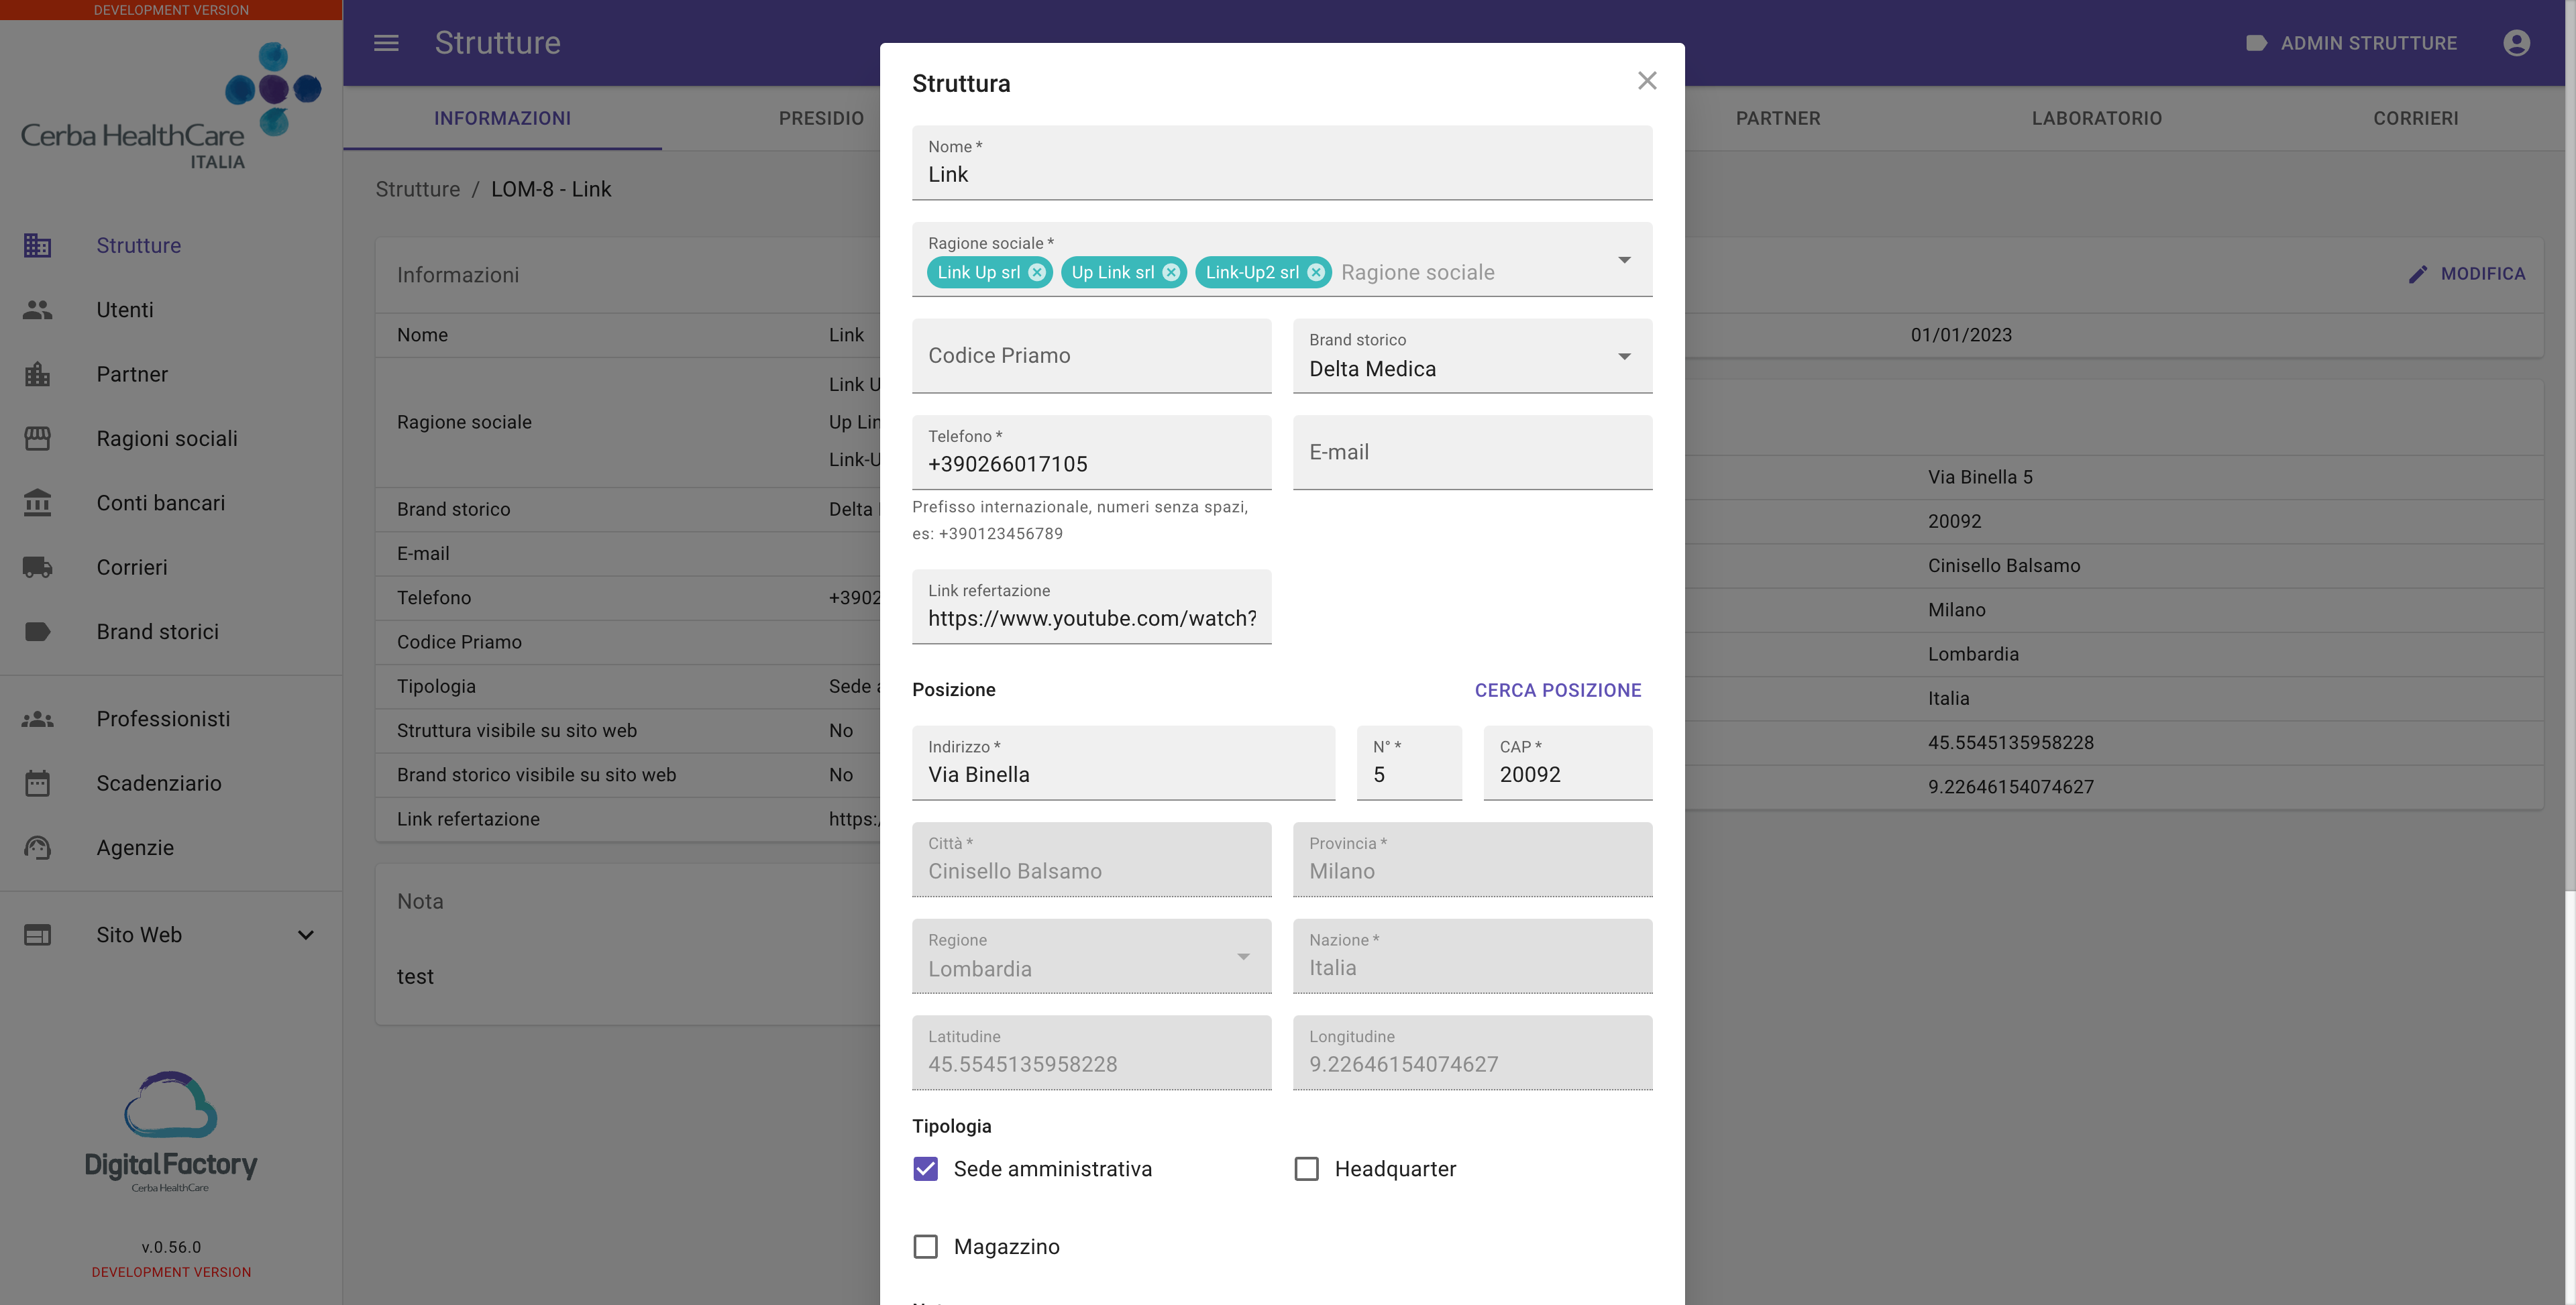 DEVELOPMENT VERSION
Cerba HealthCare
ITALIA
Strutture
Utenti
Partner
Ragioni sociali
Conti bancari
Corrieri
Brand storici
Professionisti
Scadenziario
Agenzie
Sito Web
DigitalFactory
Cerba HealthCare
v.0.56.0
DEVELOPMENT VERSION
Strutture
ADMIN STRUTTURE
INFORMAZIONI
PRESIDIO
PARTNER
LABORATORIO
CORRIERI
Strutture / LOM-8 - Link
Informazioni
MODIFICA
Nome Link
01/01/2023
Ragione sociale
Link U
Up Lin
Link-U
Brand storico Delta
E-mail
Telefono +3902
Codice Priamo
Tipologia Sede
Struttura visibile su sito web No
Brand storico visibile su sito web No
Link refertazione https:/
Nota
test
Via Binella 5
20092
Cinisello Balsamo
Milano
Lombardia
Italia
45.5545135958228
9.22646154074627
Struttura
Nome *
Link
Ragione sociale *
Link Up srl Up Link srl Link-Up2 srl Ragione sociale
Codice Priamo
Brand storico
Delta Medica
Telefono *
+390266017105
E-mail
Prefisso internazionale, numeri senza spazi,
es: +390123456789
Link refertazione
https://www.youtube.com/watch?
Posizione
CERCA POSIZIONE
Indirizzo *
Via Binella
N° *
5
CAP *
20092
Città *
Cinisello Balsamo
Provincia *
Milano
Regione
Lombardia
Nazione *
Italia
Latitudine
45.5545135958228
Longitudine
9.22646154074627
Tipologia
Sede amministrativa
Headquarter
Magazzino